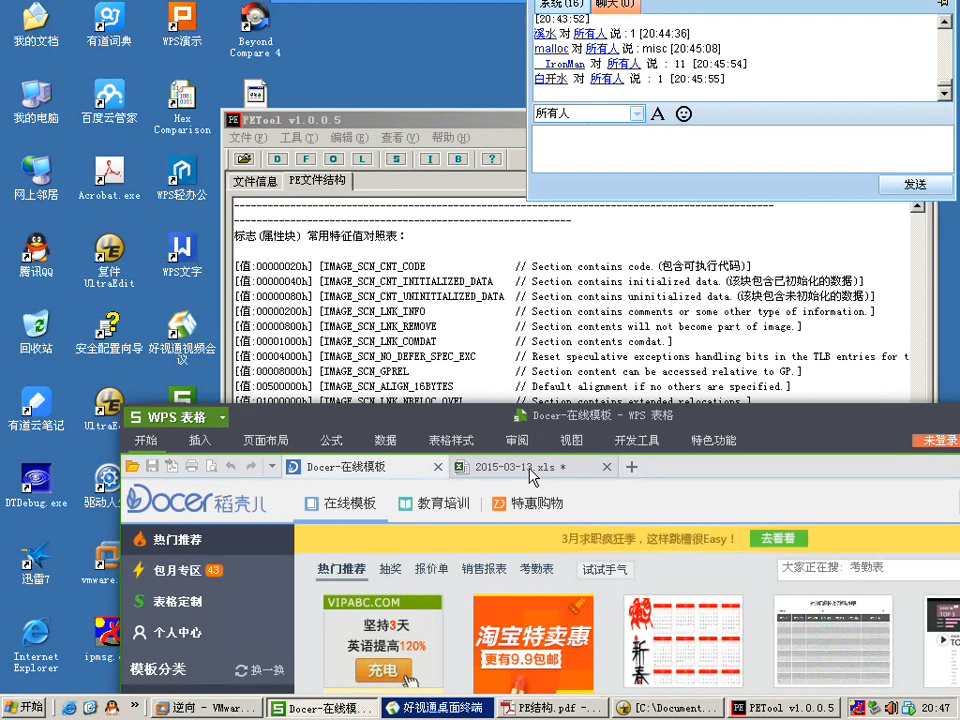 我的文档
有道词典
WPS演示
Beyond Compare 4
我的电脑
百度云管家
Hex Comparison
网上邻居
Acrobat.exe
WPS轻办公
腾讯QQ
复件 UltraEdit
WPS文字
回收站
安全配置向导
好视通视频会议
有道云笔记
UltraE
DTDebug.exe
驱动人
迅雷7
vmware.
Internet Explorer
ipmsg.
系统(16) 聊天(0)
[20:43:52]
溪水 对 所有人 说 : 1 [20:44:36]
malloc 对 所有人 说 : misc [20:45:08]
IronMan 对 所有人 说 : 11 [20:45:54]
白开水 对 所有人 说 : 1 [20:45:55]
所有人 A
发送
PETool v1.0.0.5
文件(F) 工具(T) 编辑(E) 查看(V) 帮助(H)
D F O L S I B ?
文件信息 PE文件结构
标志(属性块) 常用特征值对照表:
[值:00000020h] [IMAGE_SCN_CNT_CODE // Section contains code.(包含可执行代码)]
[值:00000040h] [IMAGE_SCN_CNT_INITIALIZED_DATA // Section contains initialized data.(该块包含已初始化的数据)]
[值:00000080h] [IMAGE_SCN_CNT_UNINITIALIZED_DATA // Section contains uninitialized data.(该块包含未初始化的数据)]
[值:00000200h] [IMAGE_SCN_LNK_INFO // Section contains comments or some other type of information.]
[值:00000800h] [IMAGE_SCN_LNK_REMOVE // Section contents will not become part of image.]
[值:00001000h] [IMAGE_SCN_LNK_COMDAT // Section contents comdat.]
[值:00004000h] [IMAGE_SCN_NO_DEFER_SPEC_EXC // Reset speculative exceptions handling bits in the TLB entries for t
[值:00008000h] [IMAGE_SCN_GPREL // Section content can be accessed relative to GP.]
[值:00500000h] [IMAGE_SCN_ALIGN_16BYTES // Default alignment if no others are specified.]
[值:01000000h] [IMAGE_SCN_LNK_NRELOC_OVFL // Section contains extended relocations.]
S WPS 表格
Docer-在线模板 - WPS 表格
开始 插入 页面布局 公式 数据 表格样式 审阅 视图 开发工具 特色功能 未登录
Docer-在线模板 2015-03-13.xls *
Docer稻壳儿 在线模板 教育培训 特惠购物
热门推荐
包月专区 43
表格定制
个人中心
模板分类 换一换
3月求职疯狂季，这样跳槽很Easy！ 去看看
热门推荐 抽奖 报价单 销售报表 考勤表 试试手气 大家正在搜: 考勤表
VIPABC.COM
坚持3天
英语提高120%
充电
淘宝特卖惠
更有9.9包邮
新春
TOP 5
开始 逆向 - VMwar... Docer-在线模... 好视通桌面终端 PE结构.pdf -... [C:\Document... PETool v1.0.0.5 20:47